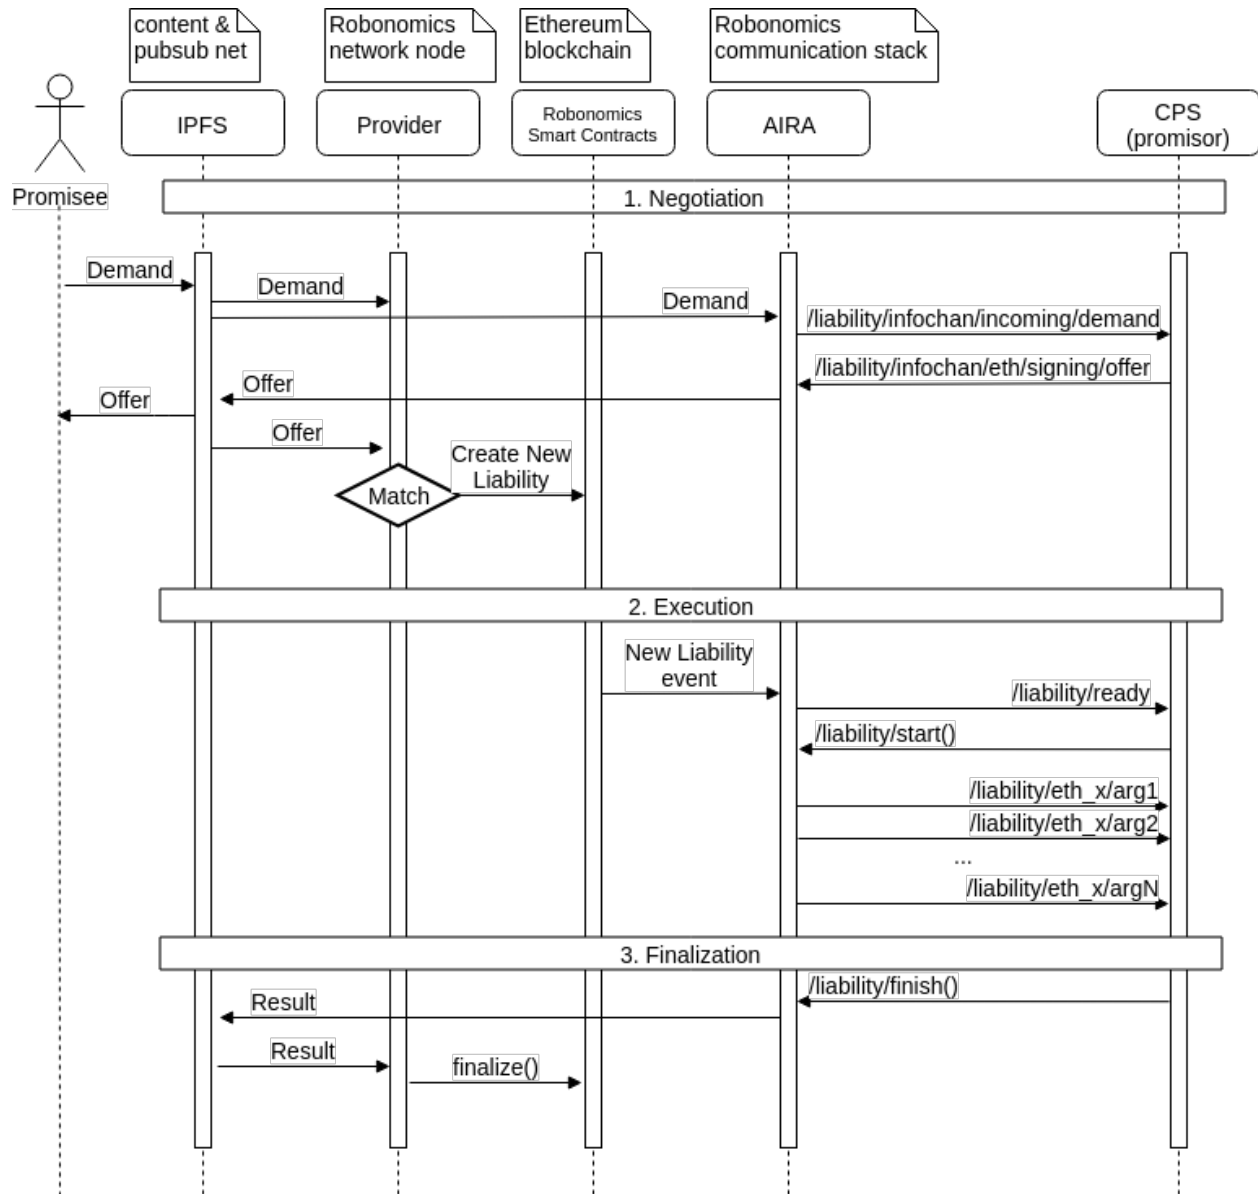 content &
pubsub net
Robonomics
network node
Ethereum
blockchain
Robonomics
communication stack
Promisee
IPFS
Provider
Robonomics
Smart Contracts
AIRA
CPS
(promisor)
1. Negotiation
Demand
Demand
Demand
/liability/infochan/incoming/demand
/liability/infochan/eth/signing/offer
Offer
Offer
Offer
Match
Create New
Liability
2. Execution
New Liability
event
/liability/ready
/liability/start()
/liability/eth_x/arg1
/liability/eth_x/arg2
...
/liability/eth_x/argN
3. Finalization
/liability/finish()
Result
Result
finalize()